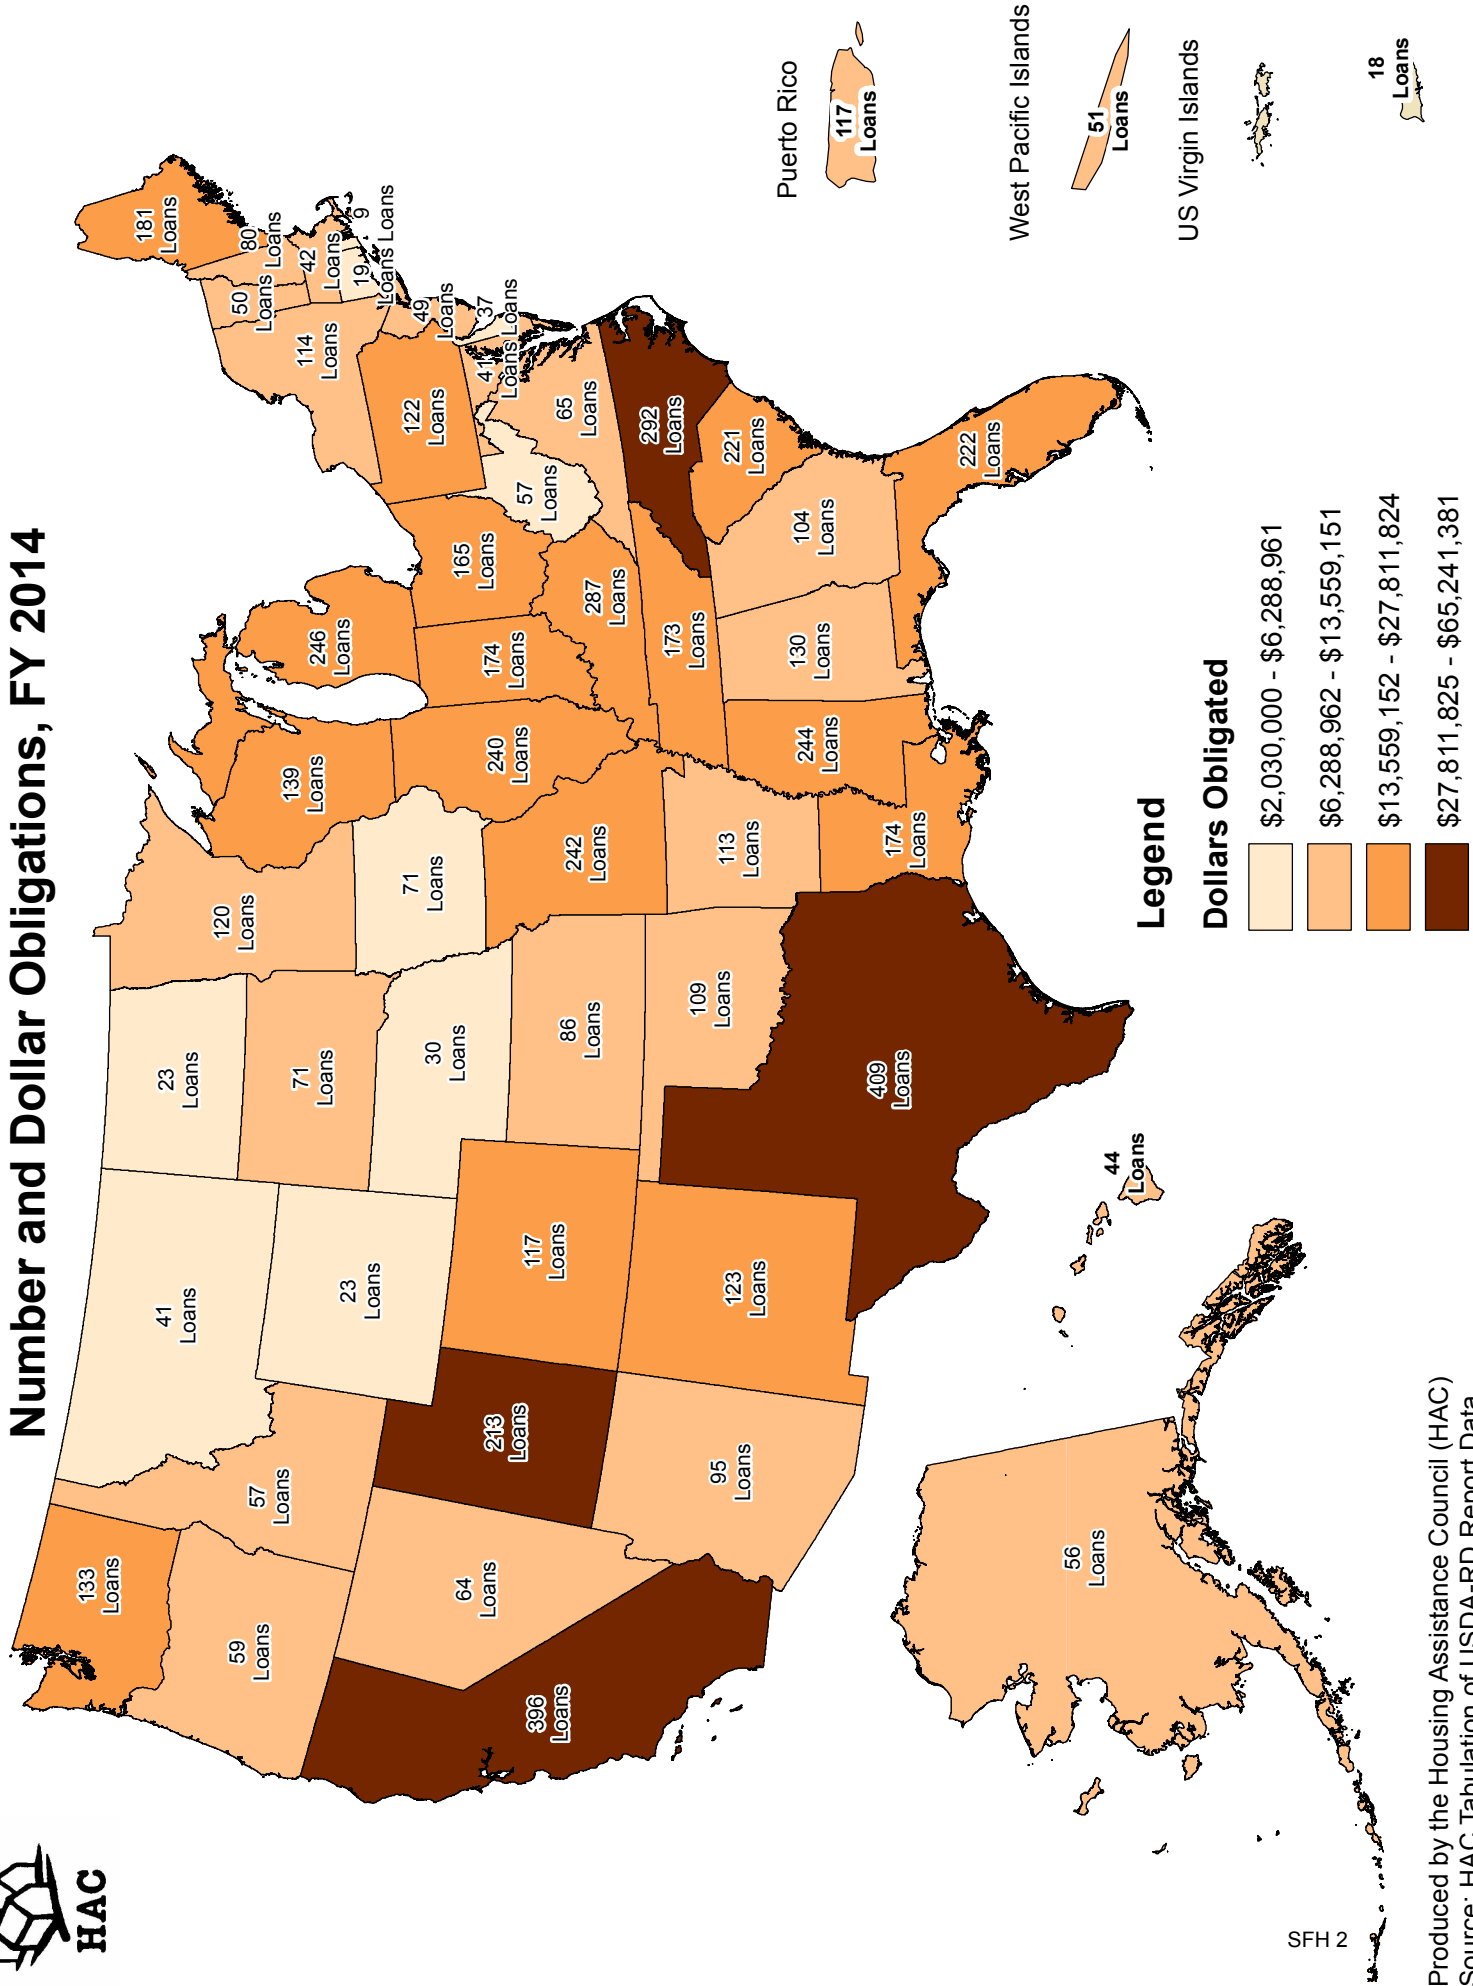 HAC
Number and Dollar Obligations, FY 2014
133
Loans
59
Loans
396
Loans
64
Loans
57
Loans
41
Loans
23
Loans
213
Loans
95
Loans
117
Loans
123
Loans
23
Loans
71
Loans
30
Loans
86
Loans
109
Loans
409
Loans
120
Loans
71
Loans
242
Loans
113
Loans
174
Loans
139
Loans
240
Loans
244
Loans
246
Loans
174
Loans
165
Loans
287
Loans
173
Loans
130
Loans
104
Loans
222
Loans
221
Loans
292
Loans
65
Loans
57
Loans
122
Loans
114
Loans
50
Loans
80
Loans
181
Loans
42
Loans
19
Loans
9
Loans
49
Loans
37
Loans
41
Loans
56
Loans
44
Loans
Puerto Rico
117
Loans
West Pacific Islands
51
Loans
US Virgin Islands
18
Loans
Legend
Dollars Obligated
$2,030,000 - $6,288,961
$6,288,962 - $13,559,151
$13,559,152 - $27,811,824
$27,811,825 - $65,241,381
Produced by the Housing Assistance Council (HAC)
Source: HAC Tabulation of USDA-RD Report Data
SFH 2